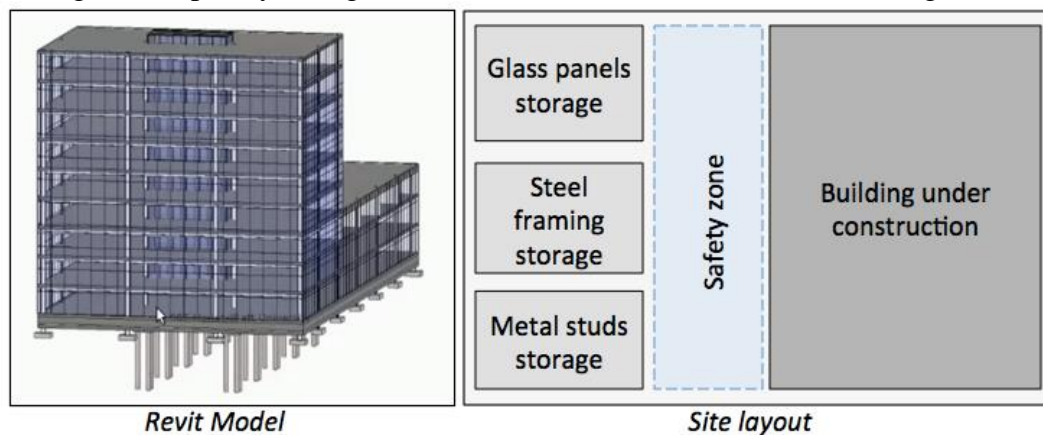 Glass panels
storage
Steel
framing
storage
Metal studs
storage
Safety zone
Building under
construction
Revit Model
Site layout